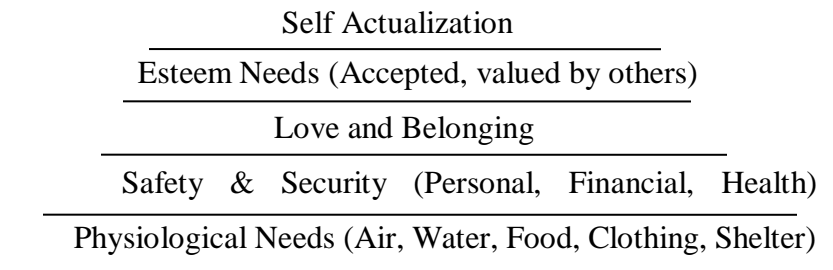 Self Actualization
Esteem Needs (Accepted, valued by others)
Love and Belonging
Safety & Security (Personal, Financial, Health)
Physiological Needs (Air, Water, Food, Clothing, Shelter)